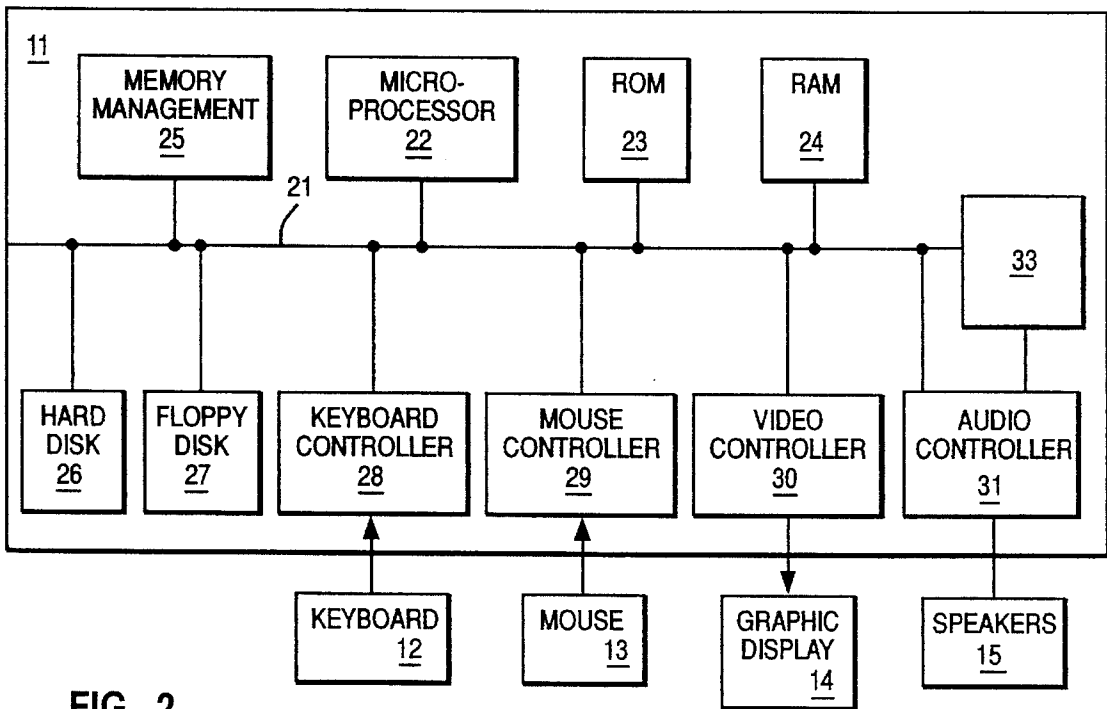 11
MEMORY
MANAGEMENT
25
MICRO-
PROCESSOR
22
ROM
23
RAM
24
21
33
HARD
DISK
26
FLOPPY
DISK
27
KEYBOARD
CONTROLLER
28
MOUSE
CONTROLLER
29
VIDEO
CONTROLLER
30
AUDIO
CONTROLLER
31
KEYBOARD
12
MOUSE
13
GRAPHIC
DISPLAY
14
SPEAKERS
15
FIG. 2